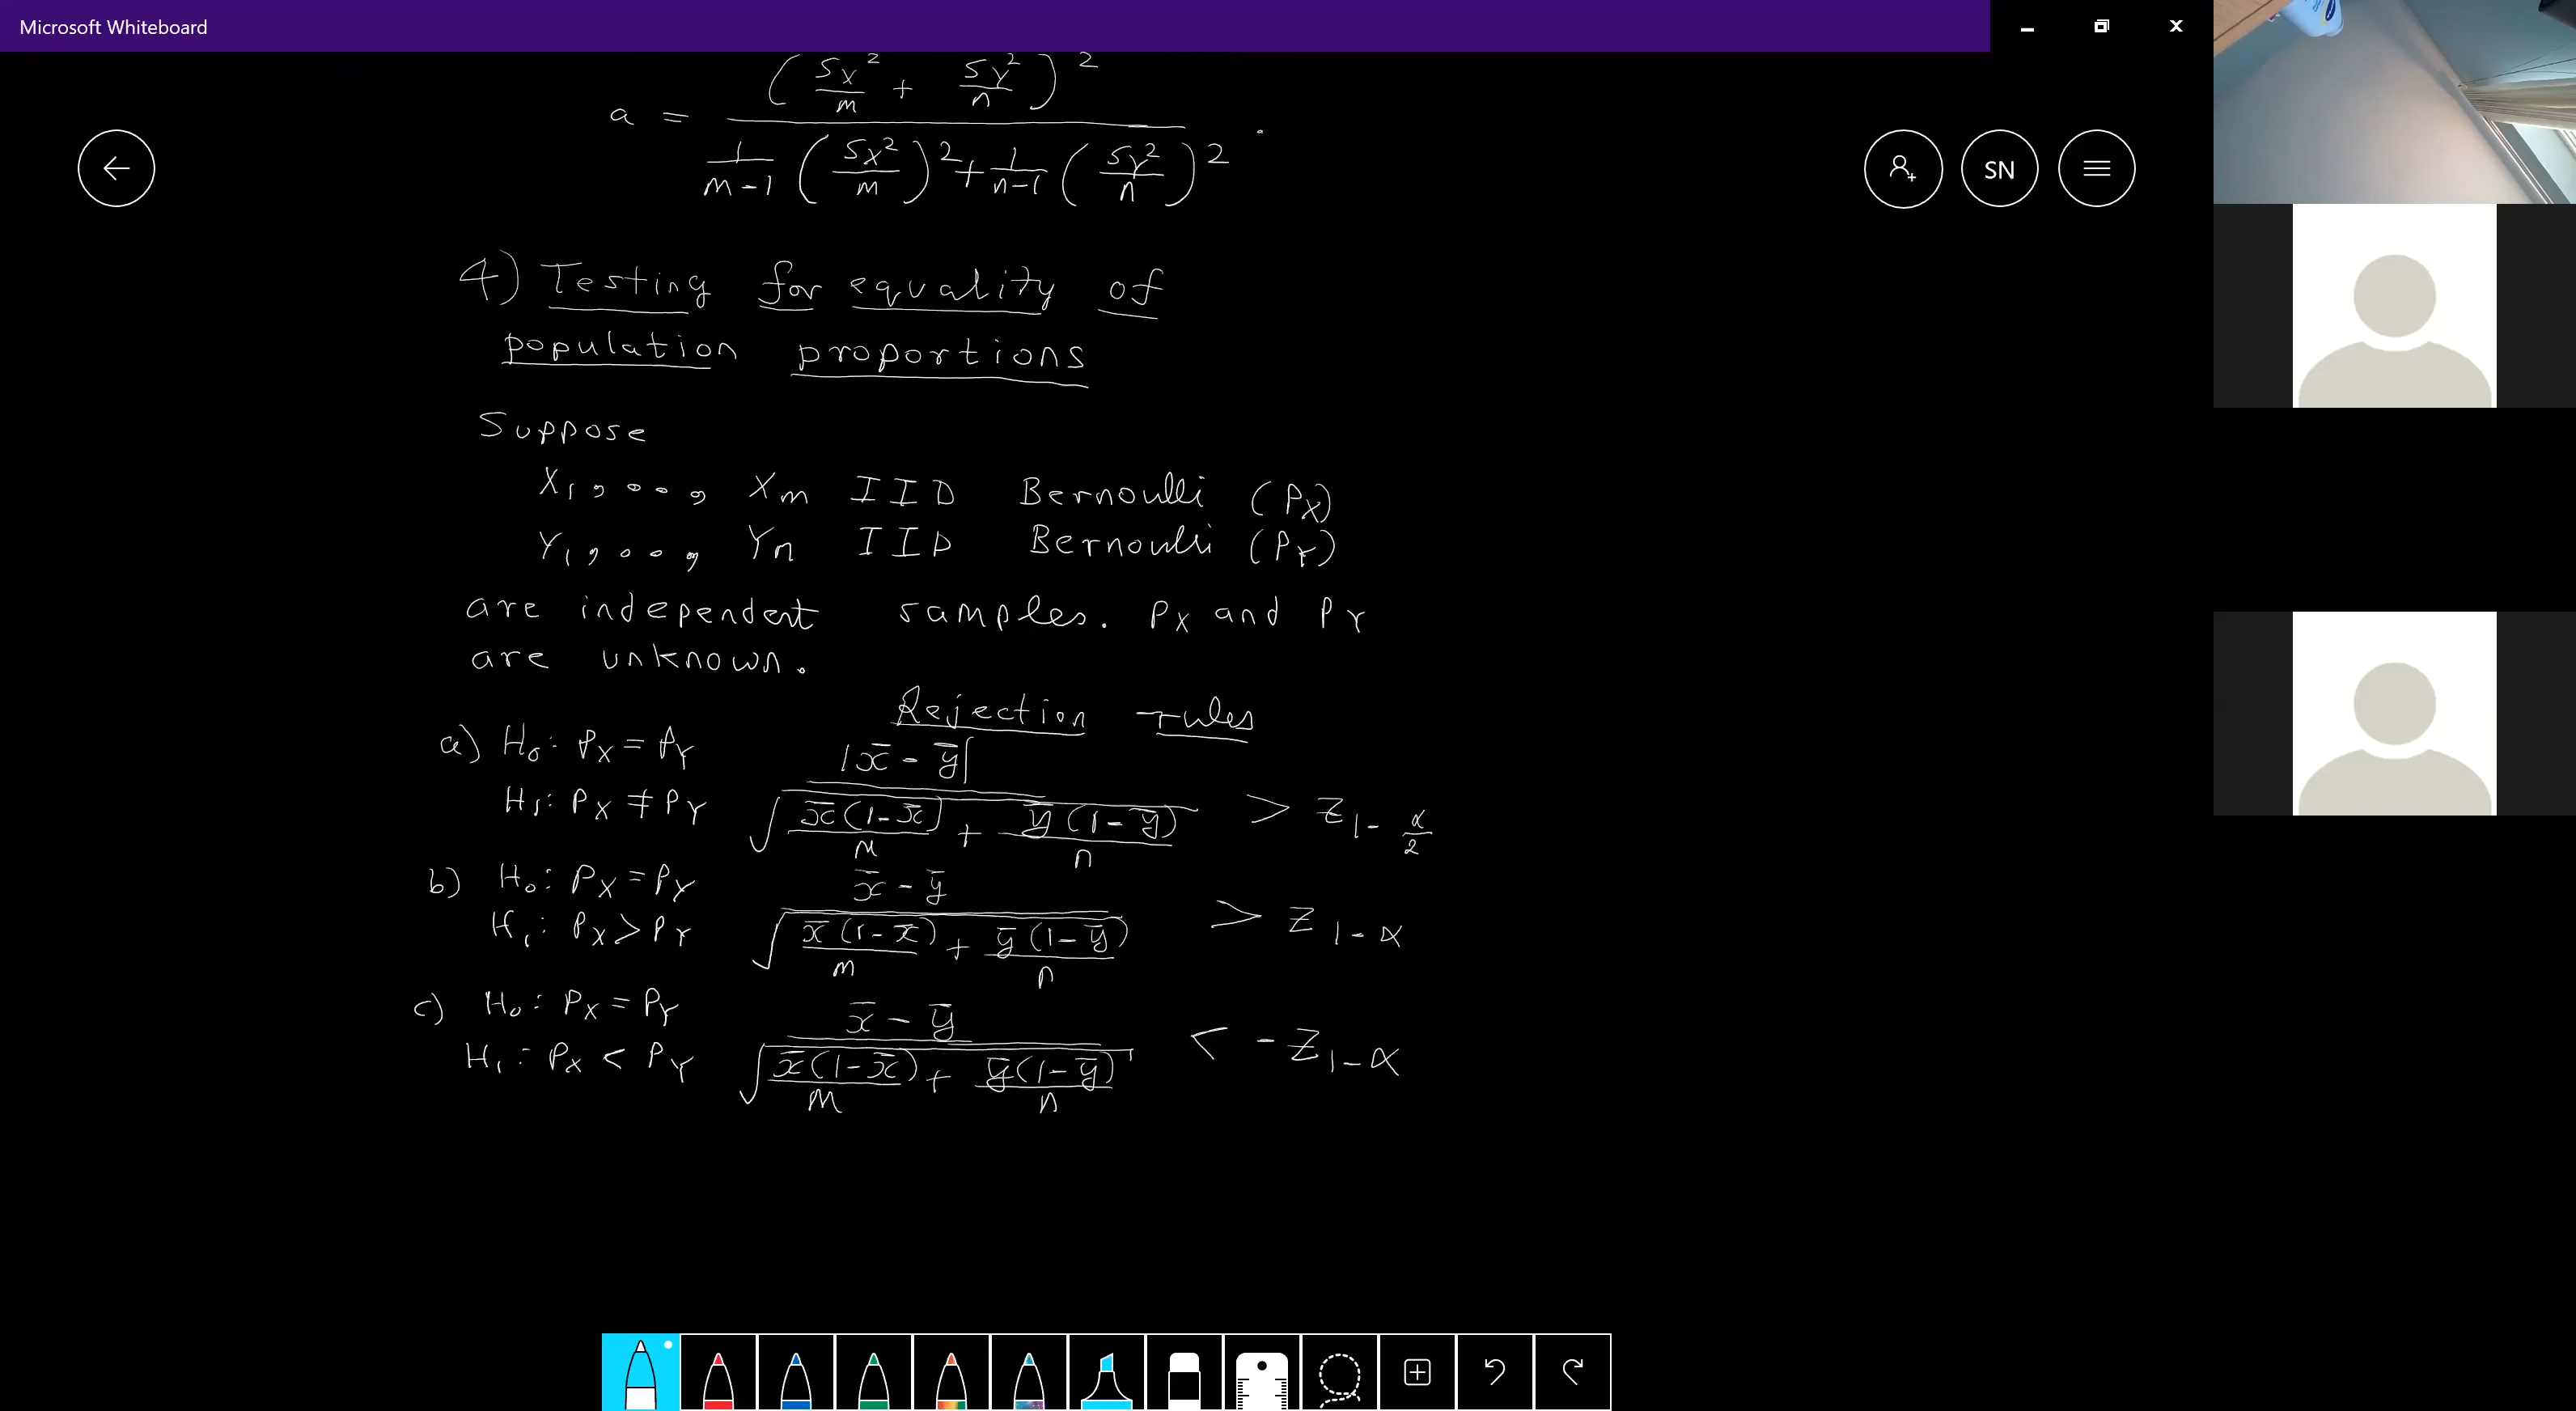 Microsoft Whiteboard
SN
a = ( Sx²/m + Sy²/n )² / ( 1/(m-1) ( Sx²/m )² + 1/(n-1) ( Sy²/n )² ) .
4) Testing for equality of
population proportions
Suppose
X₁, ..., Xm IID Bernoulli (Px)
Y₁, ..., Yn IID Bernoulli (PY)
are independent samples. PX and PY
are unknown.
Rejection rules
a) H₀: PX = PY
H₁: PX ≠ PY |x̄ - ȳ| / √( x̄(1-x̄)/m + ȳ(1-ȳ)/n ) > z 1-α/2
b) H₀: PX = PY
H₁: PX > PY x̄ - ȳ / √( x̄(1-x̄)/m + ȳ(1-ȳ)/n ) > z 1-α
c) H₀: PX = PY
H₁: PX < PY x̄ - ȳ / √( x̄(1-x̄)/m + ȳ(1-ȳ)/n ) < -z 1-α